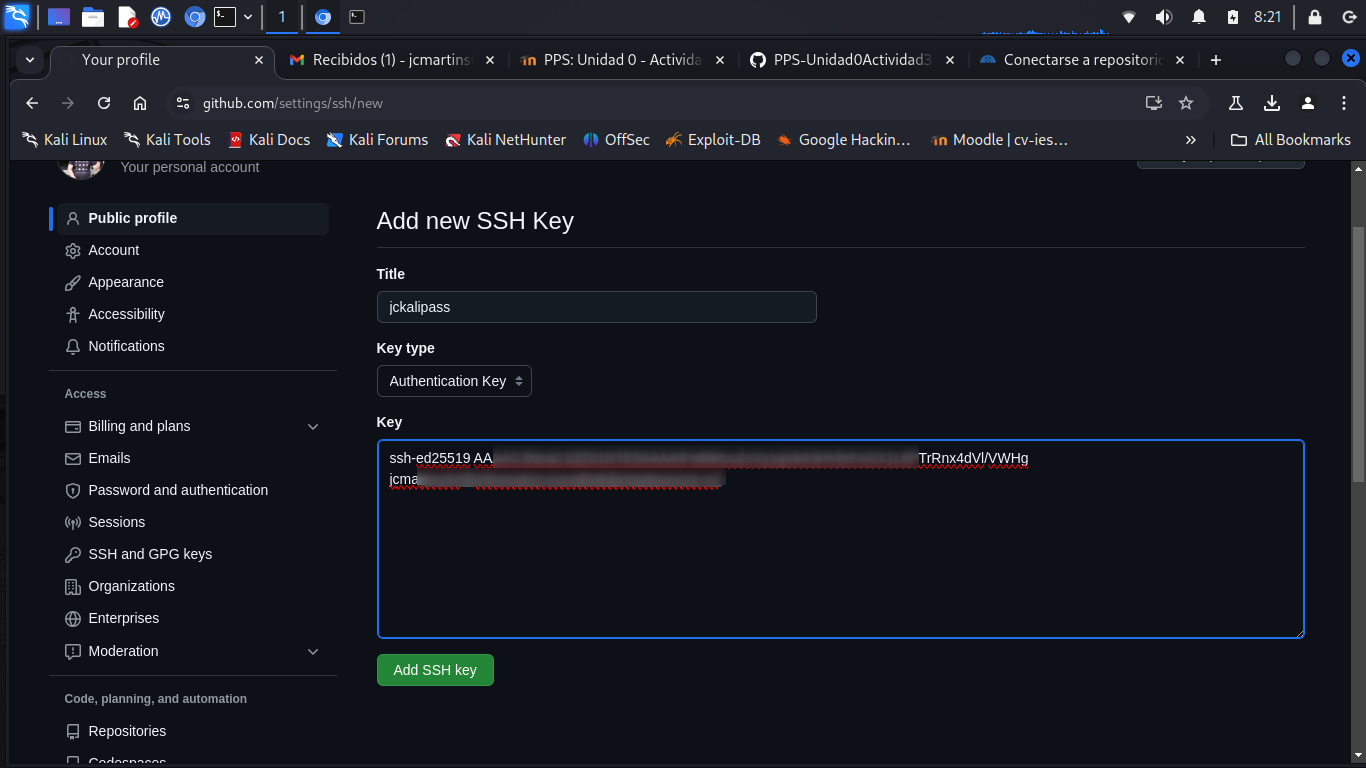 1
8:21
Your profile
Recibidos (1) - jcmartins
PPS: Unidad 0 - Activida
PPS-Unidad0Actividad3
Conectarse a repositorio
github.com/settings/ssh/new
Kali Linux
Kali Tools
Kali Docs
Kali Forums
Kali NetHunter
OffSec
Exploit-DB
Google Hackin…
Moodle | cv-ies…
»
All Bookmarks
Your personal account
Public profile
Account
Appearance
Accessibility
Notifications
Access
Billing and plans
Emails
Password and authentication
Sessions
SSH and GPG keys
Organizations
Enterprises
Moderation
Code, planning, and automation
Repositories
Codespaces
Add new SSH Key
Title
jckalipass
Key type
Authentication Key
Key
ssh-ed25519 AA TrRnx4dVl/VWHg
jcma
Add SSH key